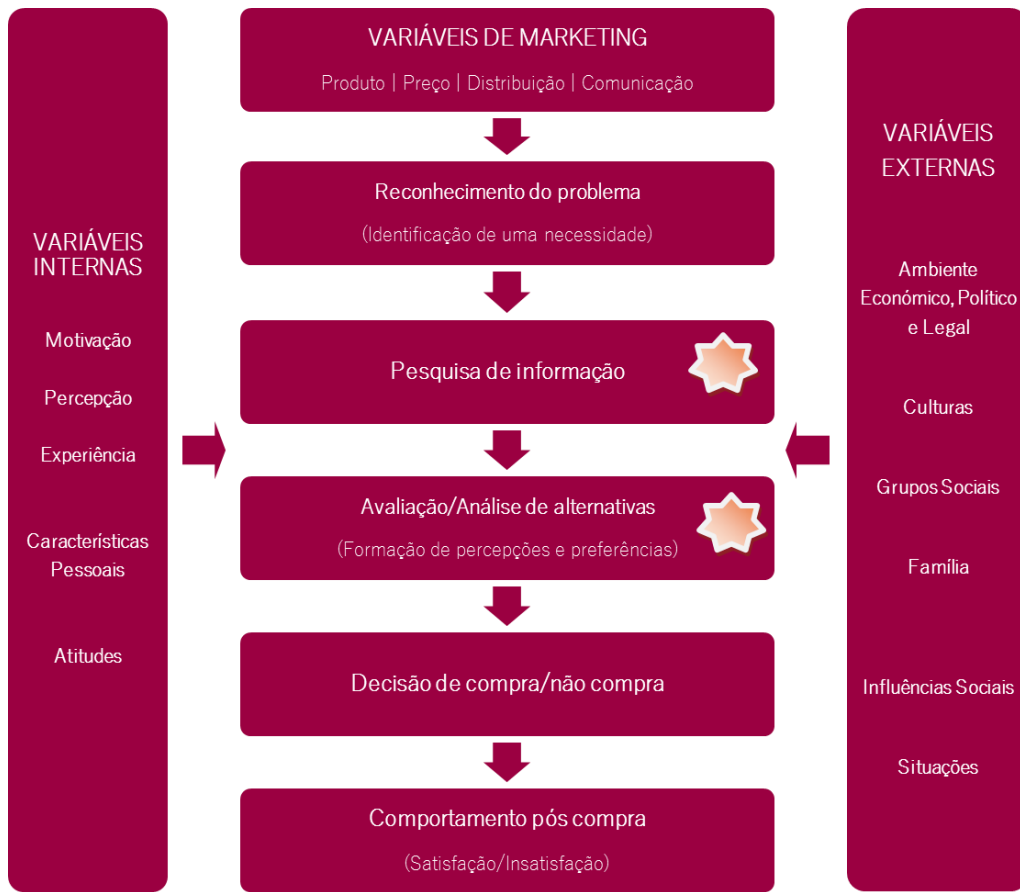 VARIÁVEIS DE MARKETING
Produto | Preço | Distribuição | Comunicação
Reconhecimento do problema
(Identificação de uma necessidade)
Pesquisa de informação
Avaliação/Análise de alternativas
(Formação de percepções e preferências)
Decisão de compra/não compra
Comportamento pós compra
(Satisfação/Insatisfação)
VARIÁVEIS
INTERNAS
Motivação
Percepção
Experiência
Característícas
Pessoais
Atitudes
VARIÁVEIS
EXTERNAS
Ambiente
Económico, Político
e Legal
Culturas
Grupos Sociais
Família
Influências Sociais
Situações